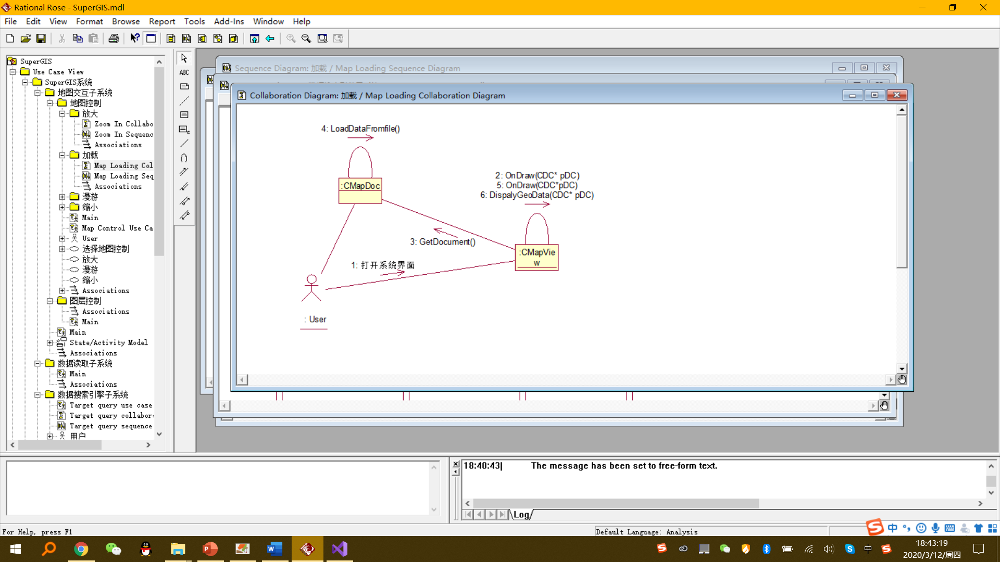 Rational Rose - SuperGIS.mdl
File Edit View Format Browse Report Tools Add-Ins Window Help
SuperGIS
Use Case View
SuperGIS系统
地图交互子系统
地图控制
放大
Zoom In Collabo
Zoom In Sequenc
Associations
加载
Map Loading Col
Map Loading Seq
Associations
漫游
缩小
Main
Map Control Use Ca
User
选择地图控制
放大
漫游
缩小
Associations
图层控制
Associations
Main
Main
State/Activity Model
Associations
数据读取子系统
Main
Associations
数据搜索引擎子系统
Target query use case
Target query collabor
Target query sequence
用户
ABC
Sequence Diagram: 加载 / Map Loading Sequence Diagram
Collaboration Diagram: 加载 / Map Loading Collaboration Diagram
4: LoadDataFromfile()
:CMapDoc
2: OnDraw(CDC* pDC)
5: OnDraw(CDC*pDC)
6: DispalyGeoData(CDC* pDC)
3: GetDocument()
:CMapVie
w
1: 打开系统界面
: User
18:40:43| The message has been set to free-form text.
Log
For Help, press F1
Default Language: Analysis
中
中
18:43:19
2020/3/12/周四